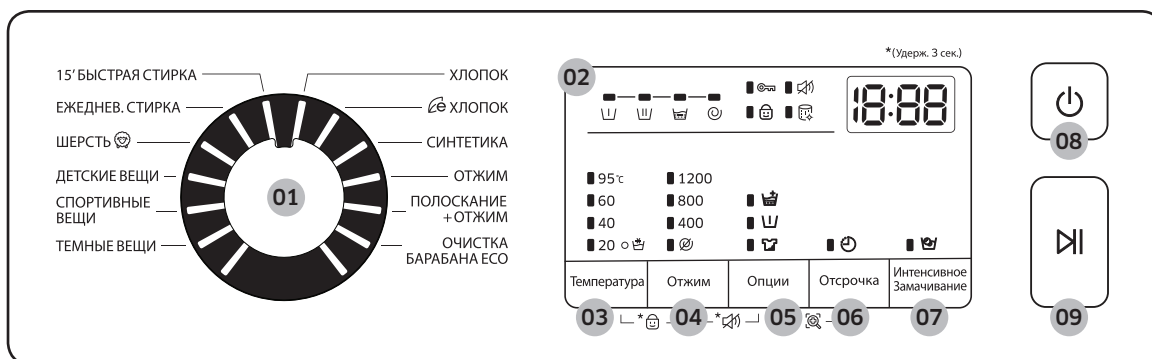 *(Удерж. 3 сек.)
02
18:88
08
15' БЫСТРАЯ СТИРКА
ЕЖЕДНЕВ. СТИРКА
ШЕРСТЬ
ДЕТСКИЕ ВЕЩИ
СПОРТИВНЫЕ
ВЕЩИ
ТЕМНЫЕ ВЕЩИ
01
ХЛОПОК
ХЛОПОК
СИНТЕТИКА
ОТЖИМ
ПОЛОСКАНИЕ
+ОТЖИМ
ОЧИСТКА
БАРАБАНА ECO
95℃
60
40
20
1200
800
400
Температура
Отжим
Опции
Отсрочка
Интенсивное
Замачивание
03
*
04
*
05
06
07
09